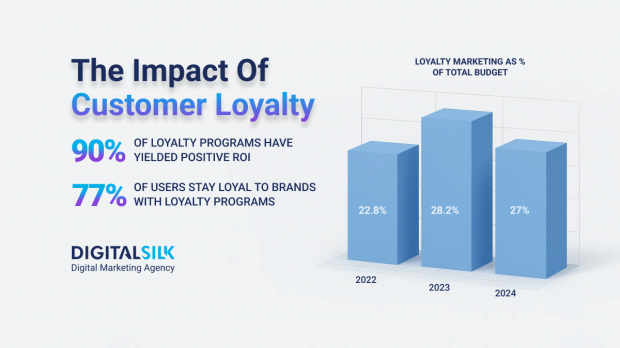 The Impact Of
Customer Loyalty
90% OF LOYALTY PROGRAMS HAVE
YIELDED POSITIVE ROI
77% OF USERS STAY LOYAL TO BRANDS
WITH LOYALTY PROGRAMS
DIGITALSILK
Digital Marketing Agency
LOYALTY MARKETING AS %
OF TOTAL BUDGET
22.8%
28.2%
27%
2022
2023
2024